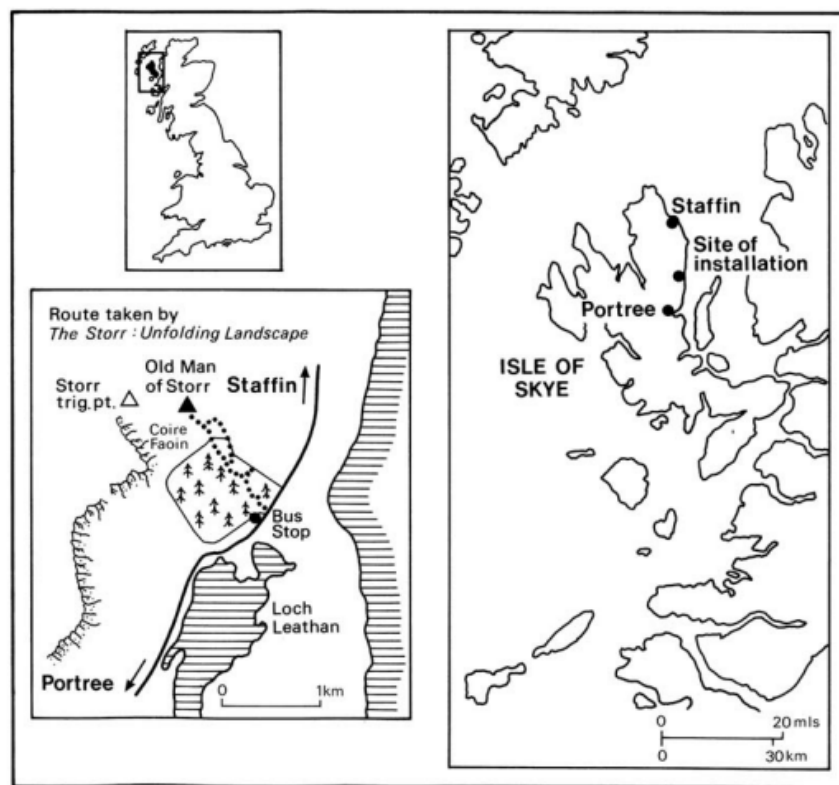 Route taken by
The Storr : Unfolding Landscape
Old Man
of Storr
Staffin
Storr
trig. pt.
Coire
Faoin
Bus
Stop
Loch
Leathan
Portree
0 1km
Staffin
Site of
installation
Portree
ISLE OF
SKYE
0 20 mls
0 30 km